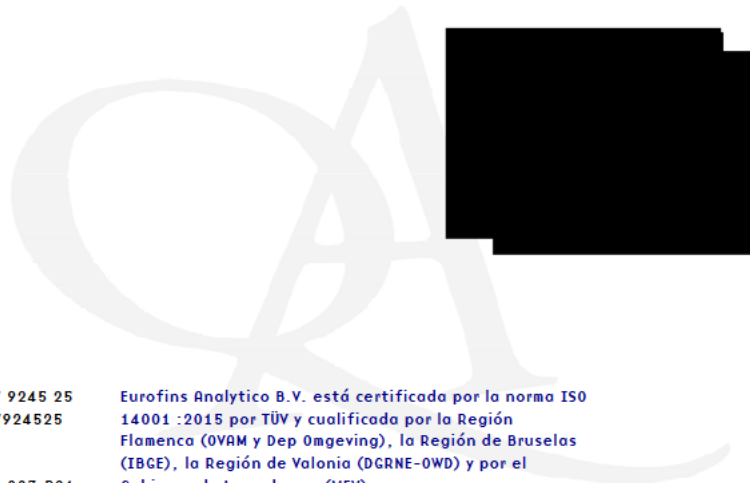 9245 25 Eurofins Analytico B.V. está certificada por la norma ISO
924525 14001 :2015 por TÜV y cualificada por la Región
Flamenca (OVAM y Dep Omgeving), la Región de Bruselas
(IBGE), la Región de Valonia (DGRNE-OWD) y por el